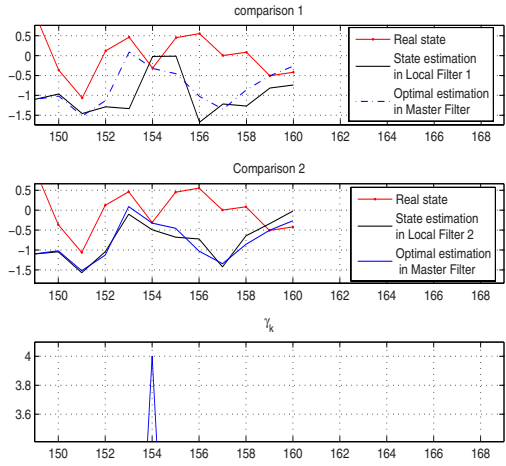 comparison 1
0.5
0
−0.5
−1
−1.5
Real state
State estimation
in Local Filter 1
Optimal estimation
in Master Filter
150 152 154 156 158 160 162 164 166 168
Comparison 2
0.5
0
−0.5
−1
−1.5
Real state
State estimation
in Local Filter 2
Optimal estimation
in Master Filter
150 152 154 156 158 160 162 164 166 168
γk
4
3.8
3.6
150 152 154 156 158 160 162 164 166 168